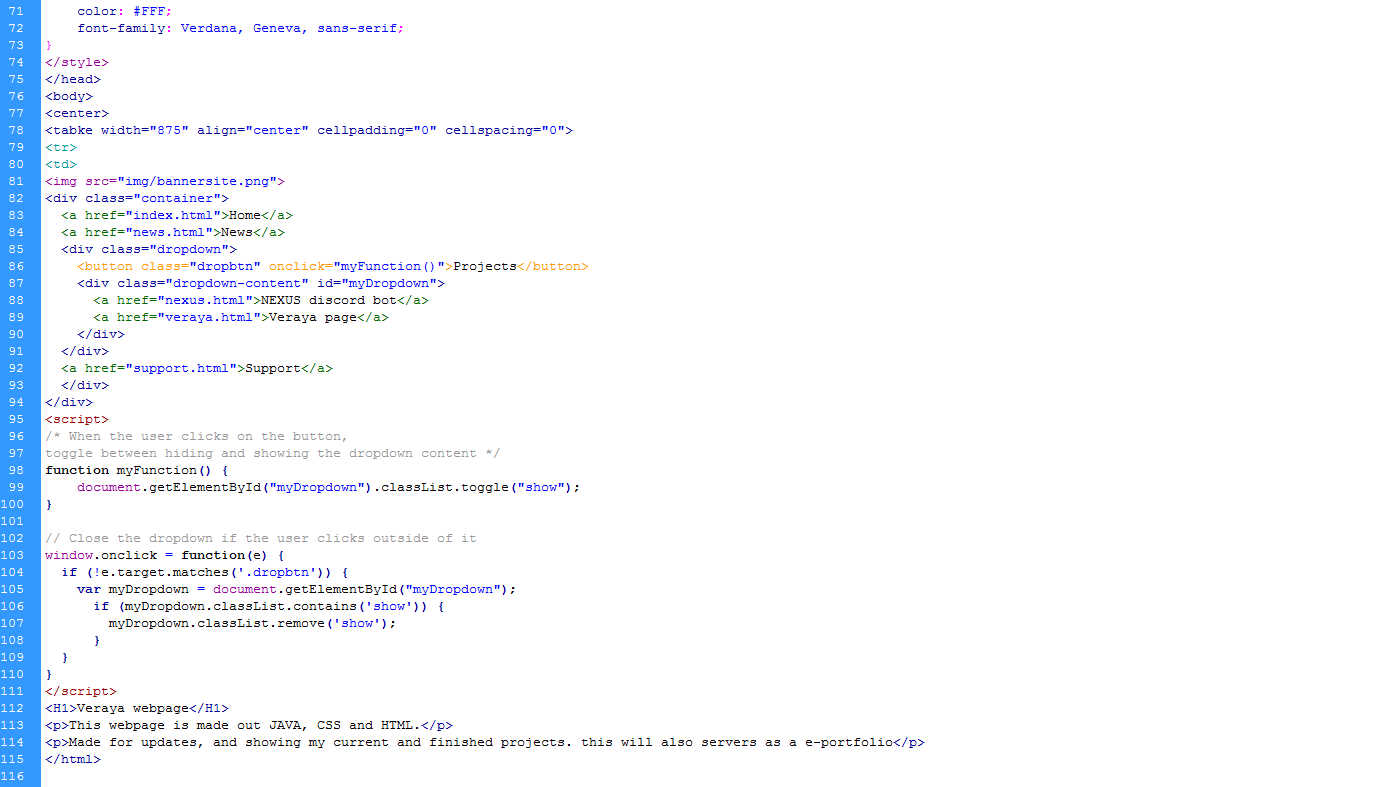 71 color: #FFF;
72 font-family: Verdana, Geneva, sans-serif;
73 }
74 </style>
75 </head>
76 <body>
77 <center>
78 <tabke width="875" align="center" cellpadding="0" cellspacing="0">
79 <tr>
80 <td>
81 <img src="img/bannersite.png">
82 <div class="container">
83   <a href="index.html">Home</a>
84   <a href="news.html">News</a>
85   <div class="dropdown">
86     <button class="dropbtn" onclick="myFunction()">Projects</button>
87     <div class="dropdown-content" id="myDropdown">
88       <a href="nexus.html">NEXUS discord bot</a>
89       <a href="veraya.html">Veraya page</a>
90     </div>
91   </div>
92   <a href="support.html">Support</a>
93   </div>
94 </div>
95 <script>
96 /* When the user clicks on the button,
97 toggle between hiding and showing the dropdown content */
98 function myFunction() {
99     document.getElementById("myDropdown").classList.toggle("show");
100 }
101
102 // Close the dropdown if the user clicks outside of it
103 window.onclick = function(e) {
104   if (!e.target.matches('.dropbtn')) {
105     var myDropdown = document.getElementById("myDropdown");
106       if (myDropdown.classList.contains('show')) {
107         myDropdown.classList.remove('show');
108       }
109   }
110 }
111 </script>
112 <H1>Veraya webpage</H1>
113 <p>This webpage is made out JAVA, CSS and HTML.</p>
114 <p>Made for updates, and showing my current and finished projects. this will also servers as a e-portfolio</p>
115 </html>
116